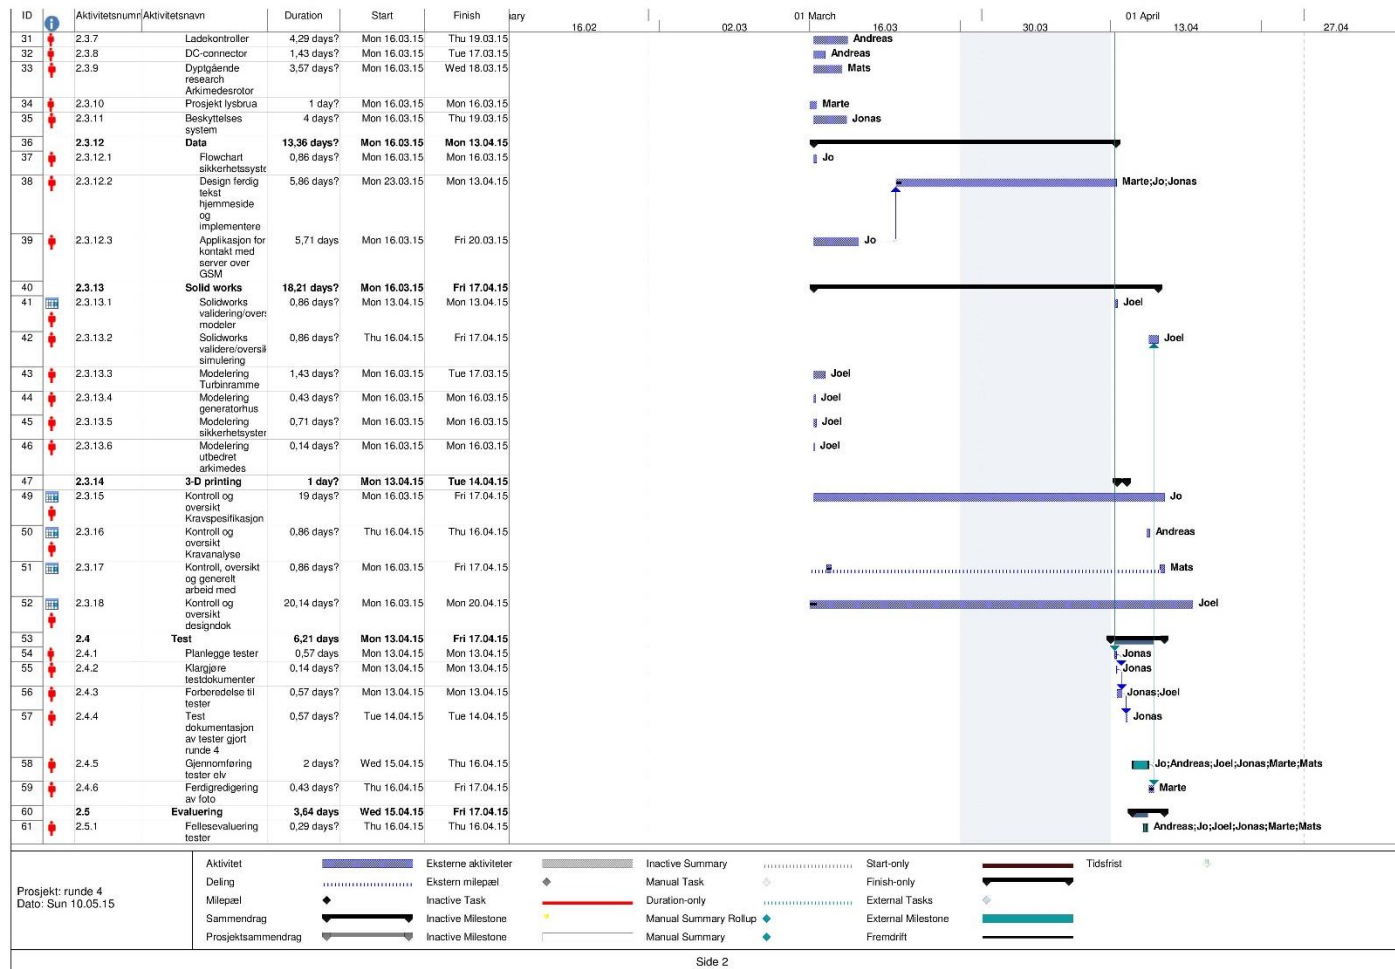 ID Aktivitetsnumn Aktivitetsnavn Duration Start Finish ary 01 March 01 April
16.02 02.03 16.03 30.03 13.04 27.04
31 2.3.7 Ladekontroller 4,29 days? Mon 16.03.15 Thu 19.03.15 Andreas
32 2.3.8 DC-connector 1,43 days? Mon 16.03.15 Tue 17.03.15 Andreas
33 2.3.9 Dyptgående 3,57 days? Mon 16.03.15 Wed 18.03.15 Mats
research
Arkimedesrotor
34 2.3.10 Prosjekt lysbrua 1 day? Mon 16.03.15 Mon 16.03.15 Marte
35 2.3.11 Beskyttelses 4 days? Mon 16.03.15 Thu 19.03.15 Jonas
system
36 2.3.12 Data 13,36 days? Mon 16.03.15 Mon 13.04.15
37 2.3.12.1 Flowchart 0,86 days? Mon 16.03.15 Mon 16.03.15 Jo
sikkerhetssyste
38 2.3.12.2 Design ferdig 5,86 days? Mon 23.03.15 Mon 13.04.15 Marte;Jo;Jonas
tekst
hjemmeside
og
implementere
39 2.3.12.3 Applikasjon for 5,71 days Mon 16.03.15 Fri 20.03.15 Jo
kontakt med
server over
GSM
40 2.3.13 Solid works 18,21 days? Mon 16.03.15 Fri 17.04.15
41 2.3.13.1 Solidworks 0,86 days? Mon 13.04.15 Mon 13.04.15 Joel
validering/overs
modeler
42 2.3.13.2 Solidworks 0,86 days? Thu 16.04.15 Fri 17.04.15 Joel
validere/oversik
simulering
43 2.3.13.3 Modelering 1,43 days? Mon 16.03.15 Tue 17.03.15 Joel
Turbinramme
44 2.3.13.4 Modelering 0,43 days? Mon 16.03.15 Mon 16.03.15 Joel
generatorhus
45 2.3.13.5 Modelering 0,71 days? Mon 16.03.15 Mon 16.03.15 Joel
sikkerhetsyster
46 2.3.13.6 Modelering 0,14 days? Mon 16.03.15 Mon 16.03.15 Joel
utbedret
arkimedes
47 2.3.14 3-D printing 1 day? Mon 13.04.15 Tue 14.04.15
49 2.3.15 Kontroll og 19 days? Mon 16.03.15 Fri 17.04.15 Jo
oversikt
Kravspesifikasjon
50 2.3.16 Kontroll og 0,86 days? Thu 16.04.15 Thu 16.04.15 Andreas
oversikt
Kravanalyse
51 2.3.17 Kontroll, oversikt 0,86 days? Mon 16.03.15 Fri 17.04.15 Mats
og generelt
arbeid med
52 2.3.18 Kontroll og 20,14 days? Mon 16.03.15 Mon 20.04.15 Joel
oversikt
designdok
53 2.4 Test 6,21 days Mon 13.04.15 Fri 17.04.15
54 2.4.1 Planlegge tester 0,57 days Mon 13.04.15 Mon 13.04.15 Jonas
55 2.4.2 Klargjøre 0,14 days? Mon 13.04.15 Mon 13.04.15 Jonas
testdokumenter
56 2.4.3 Forberedelse til 0,57 days? Mon 13.04.15 Mon 13.04.15 Jonas;Joel
tester
57 2.4.4 Test 0,57 days? Tue 14.04.15 Tue 14.04.15 Jonas
dokumentasjon
av tester gjort
runde 4
58 2.4.5 Gjennomføring 2 days? Wed 15.04.15 Thu 16.04.15 Jo;Andreas;Joel;Jonas;Marte;Mats
tester elv
59 2.4.6 Ferdigredigering 0,43 days? Thu 16.04.15 Fri 17.04.15 Marte
av foto
60 2.5 Evaluering 3,64 days Wed 15.04.15 Fri 17.04.15
61 2.5.1 Fellesevaluering 0,29 days? Thu 16.04.15 Thu 16.04.15 Andreas;Jo;Joel;Jonas;Marte;Mats
tester
Prosjekt: runde 4
Dato: Sun 10.05.15
Aktivitet Eksterne aktiviteter Inactive Summary Start-only Tidsfrist
Deling Ekstern milepæl Manual Task Finish-only
Milepæl Inactive Task Duration-only External Tasks
Sammendrag Inactive Milestone Manual Summary Rollup External Milestone
Prosjektsammendrag Inactive Milestone Manual Summary Fremdrift
Side 2